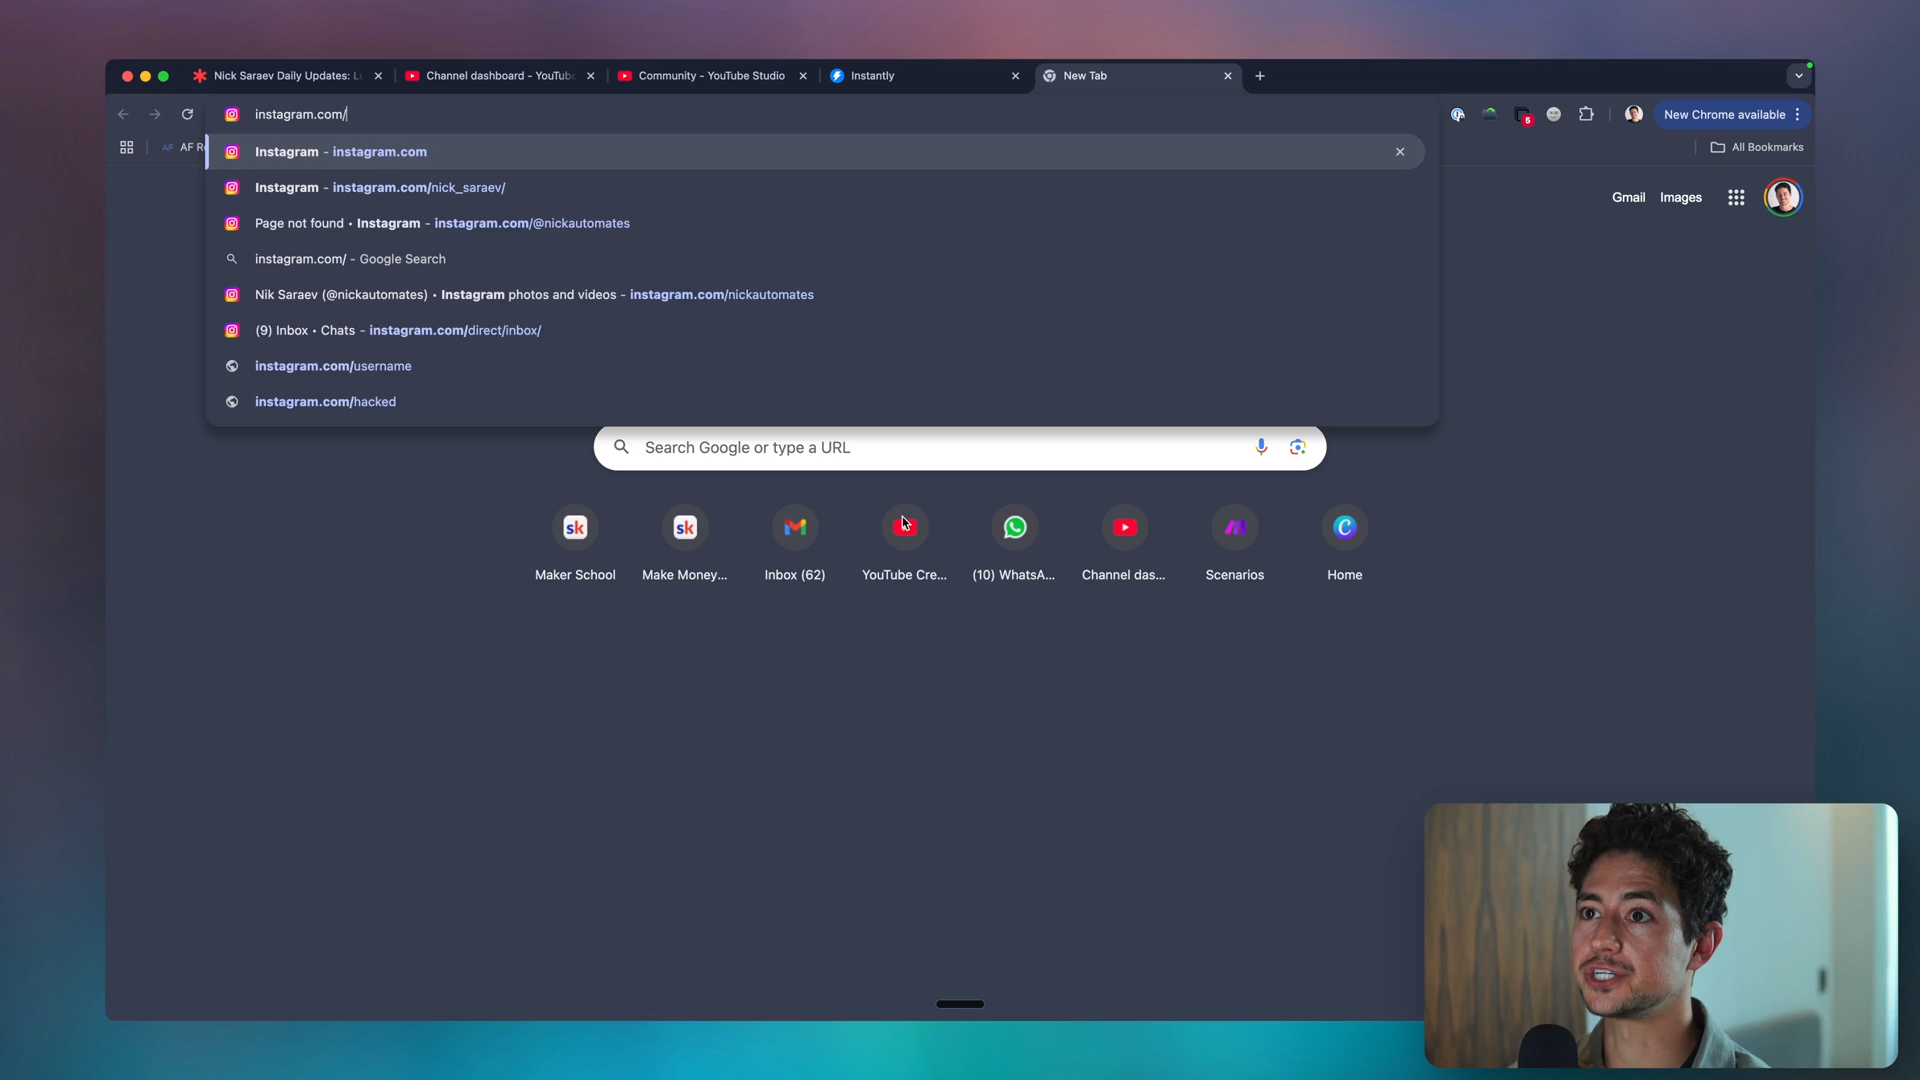 Nick Saraev Daily Updates: L
Channel dashboard - YouTube
Community - YouTube Studio
Instantly
New Tab
instagram.com/
5
New Chrome available
AF R
All Bookmarks
Instagram - instagram.com
Instagram - instagram.com/nick_saraev/
Page not found • Instagram - instagram.com/@nickautomates
instagram.com/ - Google Search
Nik Saraev (@nickautomates) • Instagram photos and videos - instagram.com/nickautomates
(9) Inbox • Chats - instagram.com/direct/inbox/
instagram.com/username
instagram.com/hacked
Gmail
Images
Search Google or type a URL
sk
sk
Maker School
Make Money...
Inbox (62)
YouTube Cre...
(10) WhatsA...
Channel das...
Scenarios
Home